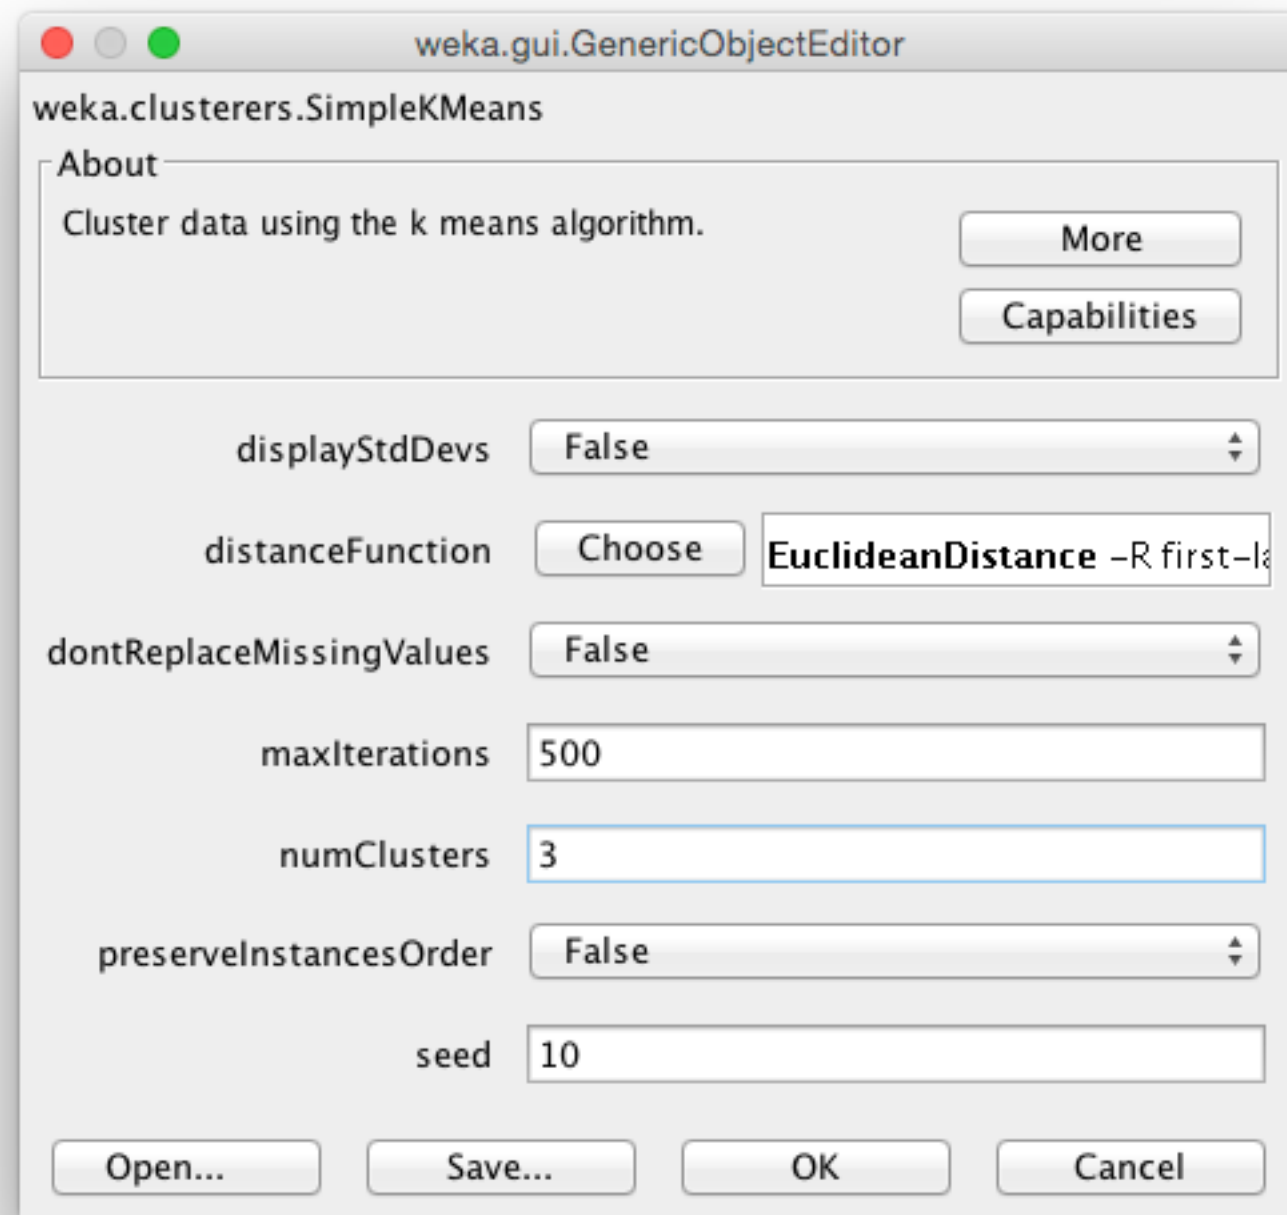 weka.gui.GenericObjectEditor
weka.clusterers.SimpleKMeans
About
Cluster data using the k means algorithm.
More
Capabilities
displayStdDevs False
distanceFunction Choose EuclideanDistance -R first-la
dontReplaceMissingValues False
maxIterations 500
numClusters 3
preserveInstancesOrder False
seed 10
Open... Save... OK Cancel